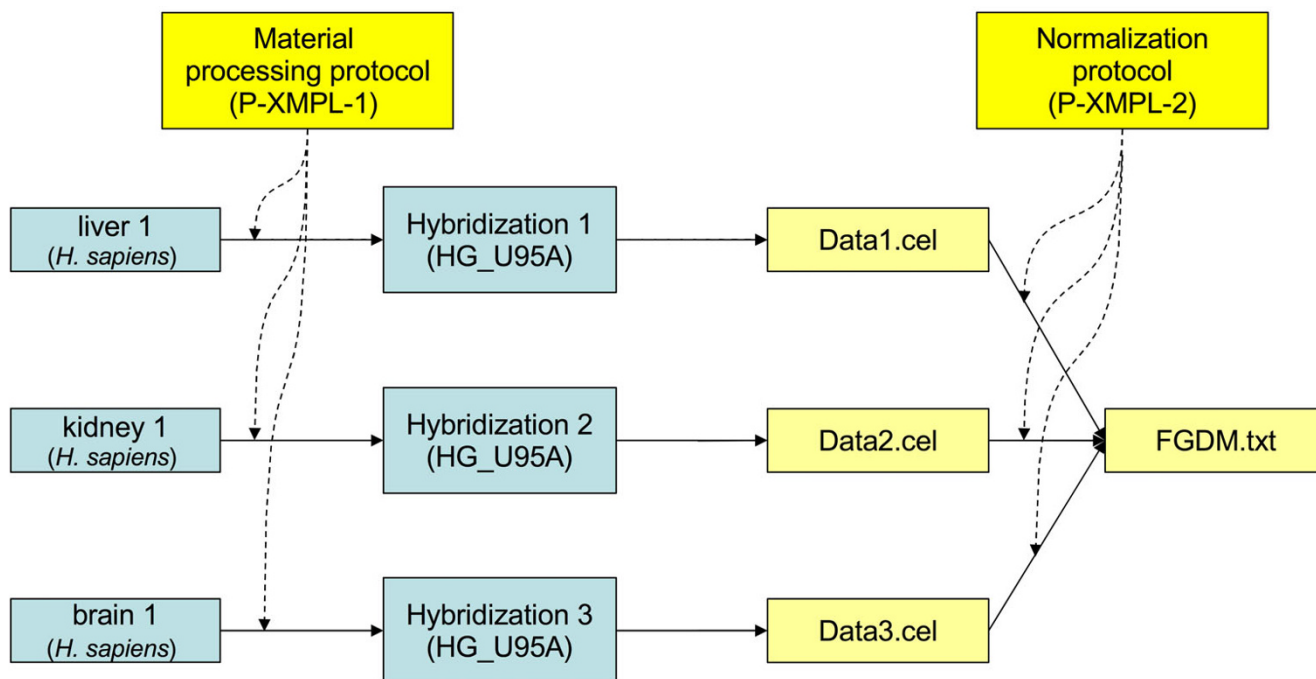 Material
processing protocol
(P-XMPL-1)
Normalization
protocol
(P-XMPL-2)
liver 1
(H. sapiens)
Hybridization 1
(HG_U95A)
Data1.cel
kidney 1
(H. sapiens)
Hybridization 2
(HG_U95A)
Data2.cel
FGDM.txt
brain 1
(H. sapiens)
Hybridization 3
(HG_U95A)
Data3.cel